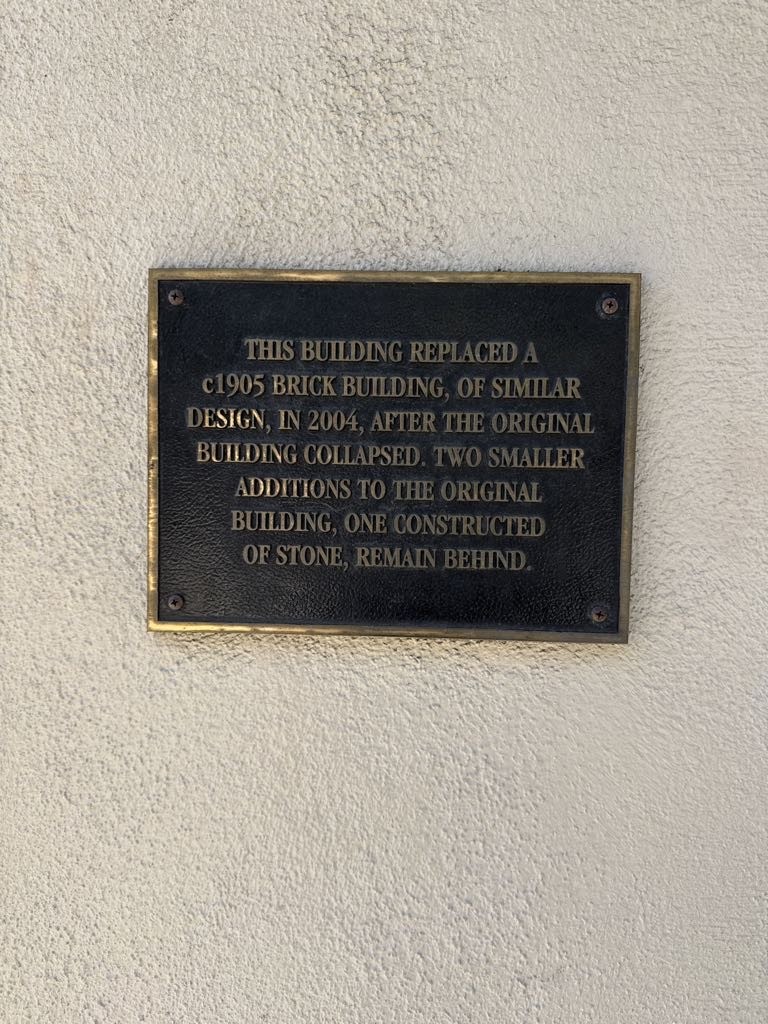 THIS BUILDING REPLACED A
c1905 BRICK BUILDING, OF SIMILAR
DESIGN, IN 2004, AFTER THE ORIGINAL
BUILDING COLLAPSED. TWO SMALLER
ADDITIONS TO THE ORIGINAL
BUILDING, ONE CONSTRUCTED
OF STONE, REMAIN BEHIND.